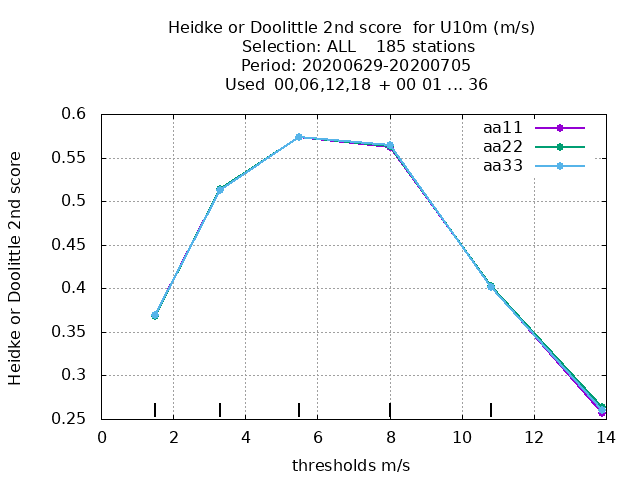 Heidke or Doolittle 2nd score  for U10m (m/s)
Selection: ALL    185 stations
Period: 20200629-20200705
Used  00,06,12,18  + 00 01 ... 36
Heidke or Doolittle 2nd score
0.6
0.55
0.5
0.45
0.4
0.35
0.3
0.25
aa11
aa22
aa33
0 2 4 6 8 10 12 14
thresholds m/s